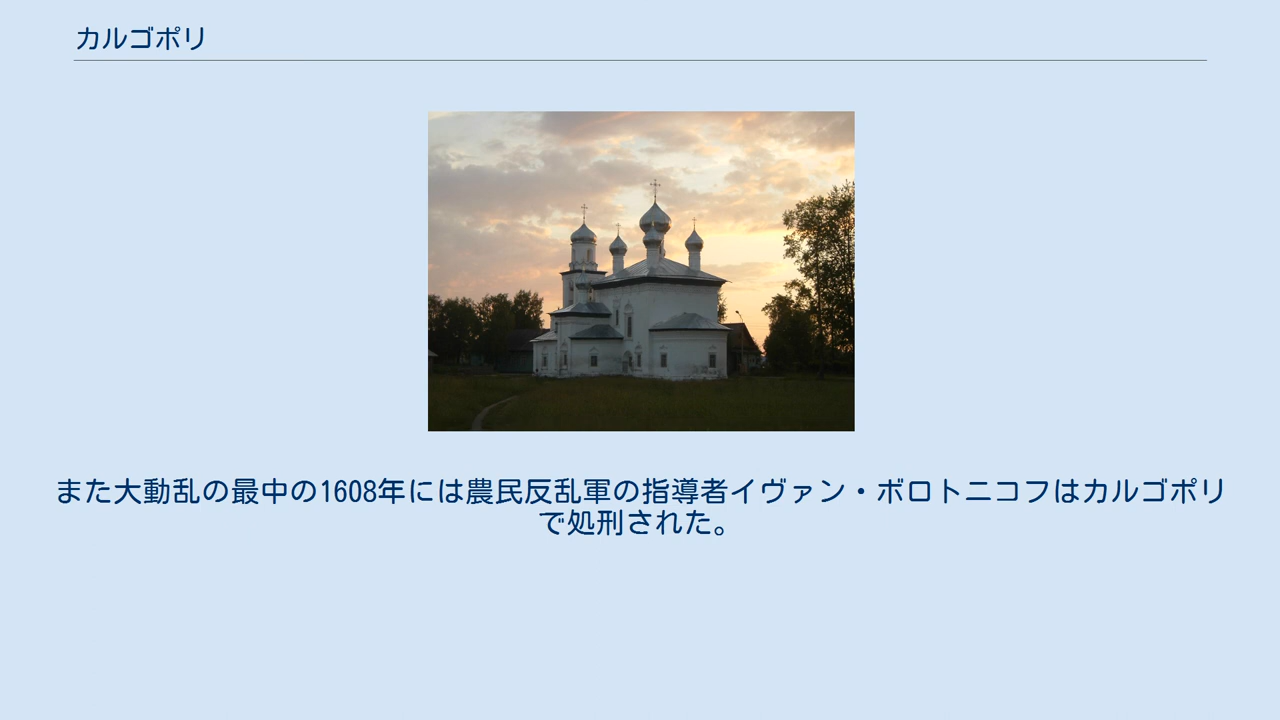 カルゴポリ
また大動乱の最中の1608年には農民反乱軍の指導者イヴァン・ボロトニコフはカルゴポリ
で処刑された。